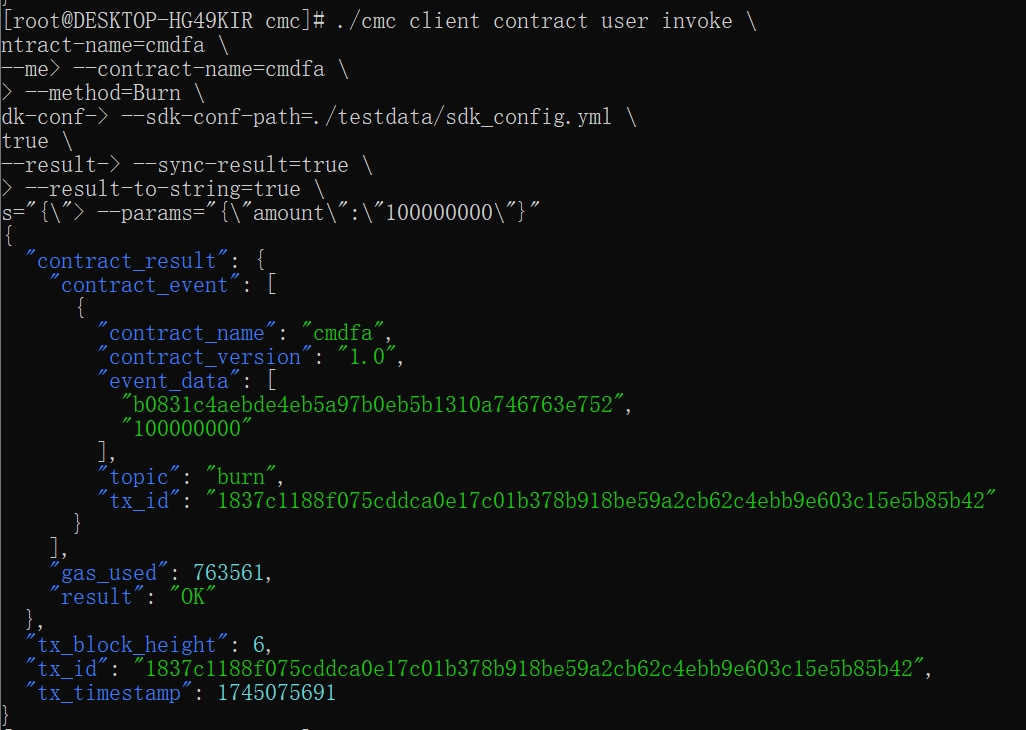 [root@DESKTOP-HG49KIR cmc]# ./cmc client contract user invoke \
ntract-name=cmdfa \
--me> --contract-name=cmdfa \
> --method=Burn \
dk-conf-> --sdk-conf-path=./testdata/sdk_config.yml \
true \
--result-> --sync-result=true \
> --result-to-string=true \
s="{\"> --params="{\"amount\":\"100000000\"}"
{
"contract_result": {
"contract_event": [
{
"contract_name": "cmdfa",
"contract_version": "1.0",
"event_data": [
"b0831c4aebde4eb5a97b0eb5b1310a746763e752",
"100000000"
],
"topic": "burn",
"tx_id": "1837c1188f075cddca0e17c01b378b918be59a2cb62c4ebb9e603c15e5b85b42"
}
],
"gas_used": 763561,
"result": "OK"
},
"tx_block_height": 6,
"tx_id": "1837c1188f075cddca0e17c01b378b918be59a2cb62c4ebb9e603c15e5b85b42",
"tx_timestamp": 1745075691
}